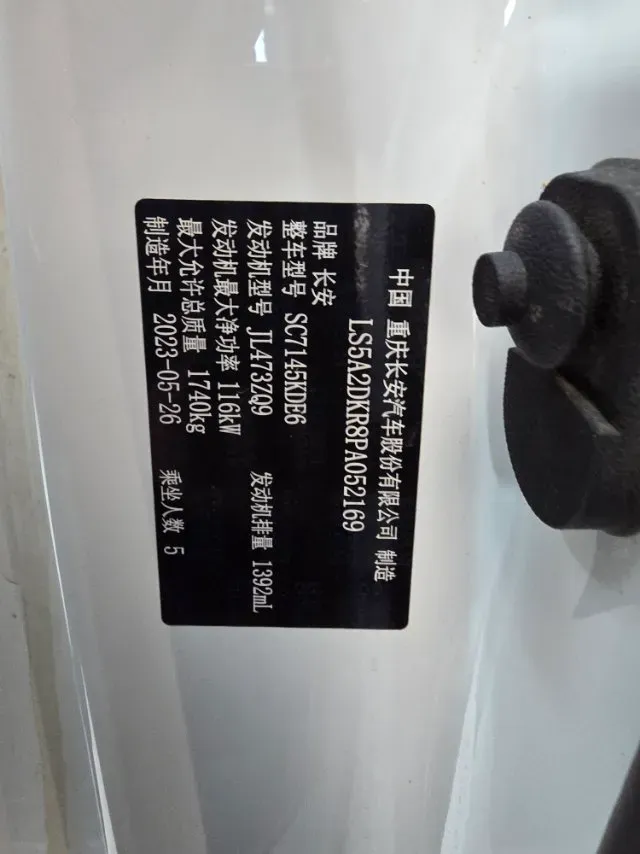 中国 重庆长安汽车股份有限公司 制造
LS5A2DKR8PA052169
品牌 长安
整车型号 SC7145KDE6
发动机型号 JL473ZQ9 发动机排量 1392mL
发动机最大净功率 116kW
最大允许总质量 1740kg
制造年月 2023-05-26 乘坐人数 5